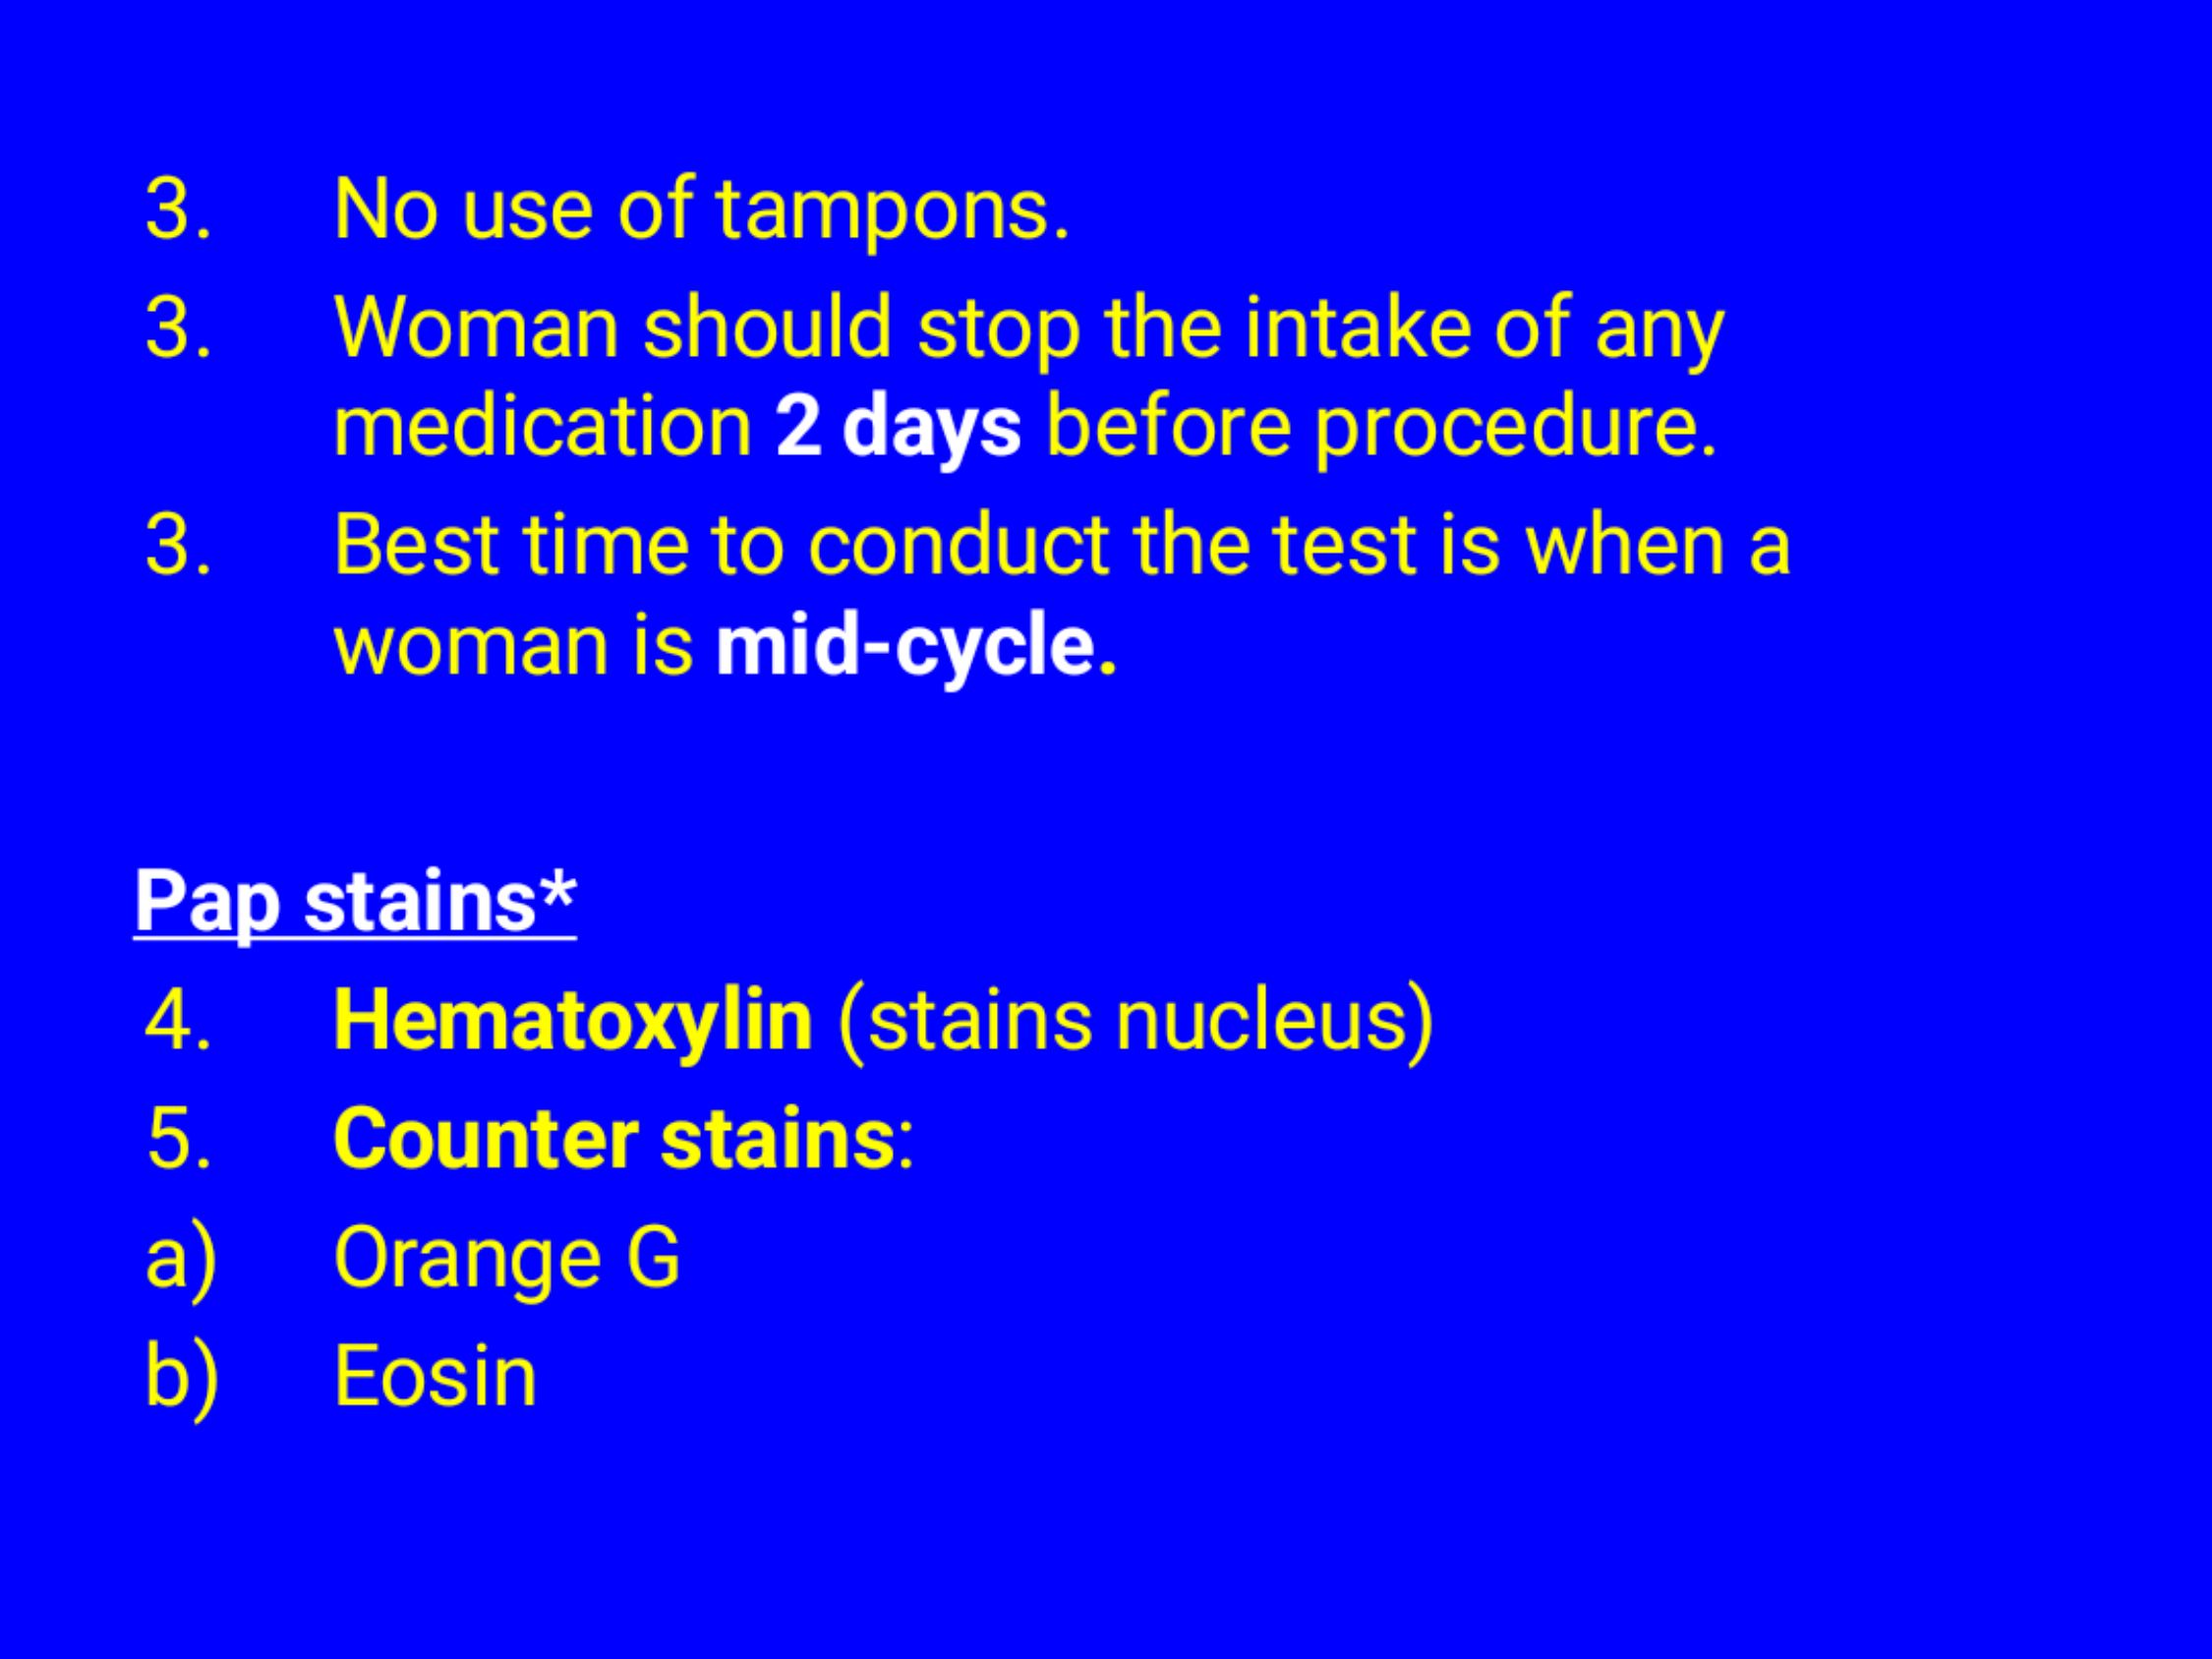 3. No use of tampons.
3. Woman should stop the intake of any
medication 2 days before procedure.
3. Best time to conduct the test is when a
woman is mid-cycle.
Pap stains*
4. Hematoxylin (stains nucleus)
5. Counter stains:
a) Orange G
b) Eosin